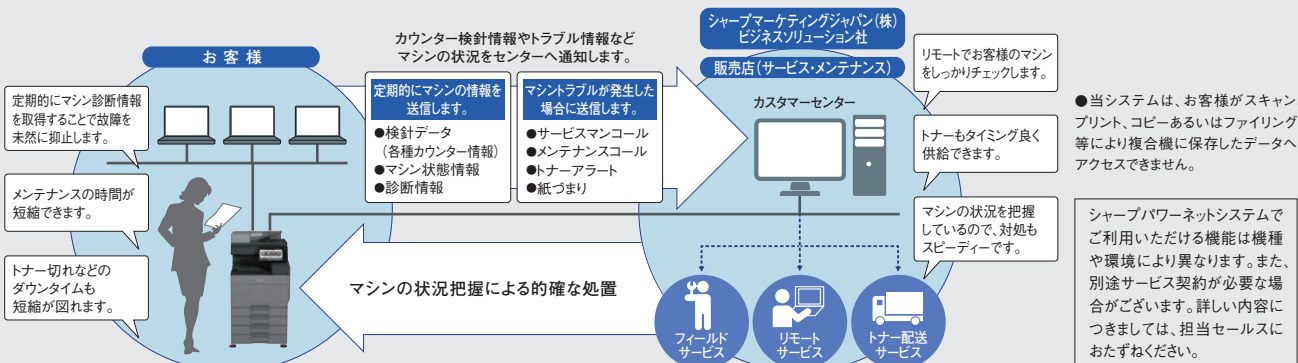 お客様
定期的にマシン診断情報
を取得することで故障を
未然に抑止します。
メンテナンスの時間が
短縮できます。
トナー切れなどの
ダウンタイムも
短縮が図れます。
カウンター検針情報やトラブル情報など
マシンの状況をセンターへ通知します。
定期的にマシンの情報を
送信します。
●検針データ
（各種カウンター情報）
●マシン状態情報
●診断情報
マシントラブルが発生した
場合に送信します。
●サービスマンコール
●メンテナンスコール
●トナーアラート
●紙づまり
マシンの状況把握による的確な処置
シャープマーケティングジャパン（株）
ビジネスソリューション社
販売店（サービス・メンテナンス）
カスタマーセンター
フィールド
サービス
リモート
サービス
トナー配送
サービス
リモートでお客様のマシン
をしっかりチェックします。
トナーもタイミング良く
供給できます。
マシンの状況を把握
しているので、対処も
スピーディーです。
●当システムは、お客様がスキャン
プリント、コピーあるいはファイリング
等により複合機に保存したデータへ
アクセスできません。
シャープパワーネットシステムで
ご利用いただける機能は機種
や環境により異なります。また、
別途サービス契約が必要な場
合がございます。詳しい内容に
つきましては、担当セールスに
おたずねください。